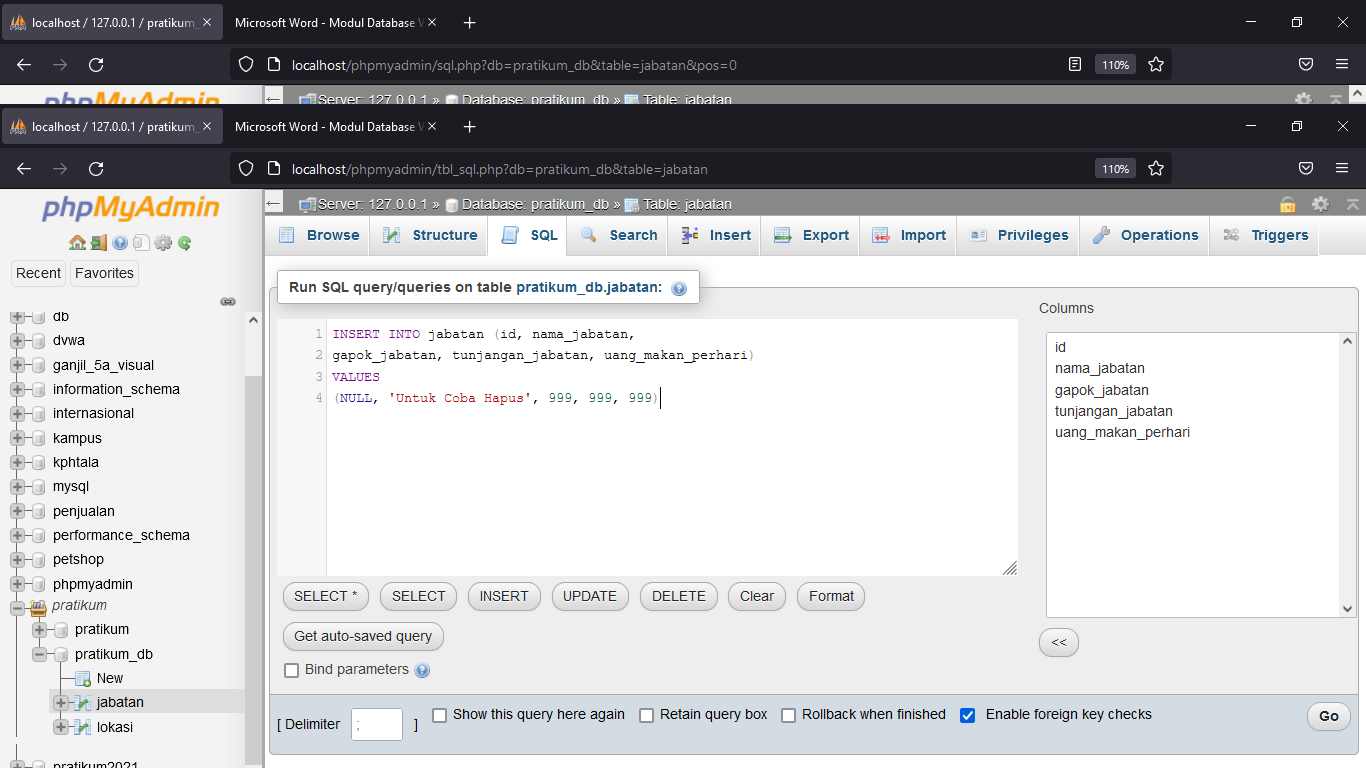 localhost / 127.0.0.1 / pratikum_
Microsoft Word - Modul Database V
localhost/phpmyadmin/sql.php?db=pratikum_db&table=jabatan&pos=0
110%
phpMyAdmin
Server: 127.0.0.1 » Database: pratikum_db » Table: jabatan
localhost / 127.0.0.1 / pratikum_
Microsoft Word - Modul Database V
localhost/phpmyadmin/tbl_sql.php?db=pratikum_db&table=jabatan
110%
phpMyAdmin
Server: 127.0.0.1 » Database: pratikum_db » Table: jabatan
Browse Structure SQL Search Insert Export Import Privileges Operations Triggers
Recent Favorites
db
dvwa
ganjil_5a_visual
information_schema
internasional
kampus
kphtala
mysql
penjualan
performance_schema
petshop
phpmyadmin
pratikum
pratikum
pratikum_db
New
jabatan
lokasi
pratikum2021
Run SQL query/queries on table pratikum_db.jabatan:
1 INSERT INTO jabatan (id, nama_jabatan,
2 gapok_jabatan, tunjangan_jabatan, uang_makan_perhari)
3 VALUES
4 (NULL, 'Untuk Coba Hapus', 999, 999, 999)
Columns
id
nama_jabatan
gapok_jabatan
tunjangan_jabatan
uang_makan_perhari
<<
SELECT * SELECT INSERT UPDATE DELETE Clear Format
Get auto-saved query
Bind parameters
[ Delimiter ; ] Show this query here again Retain query box Rollback when finished Enable foreign key checks Go